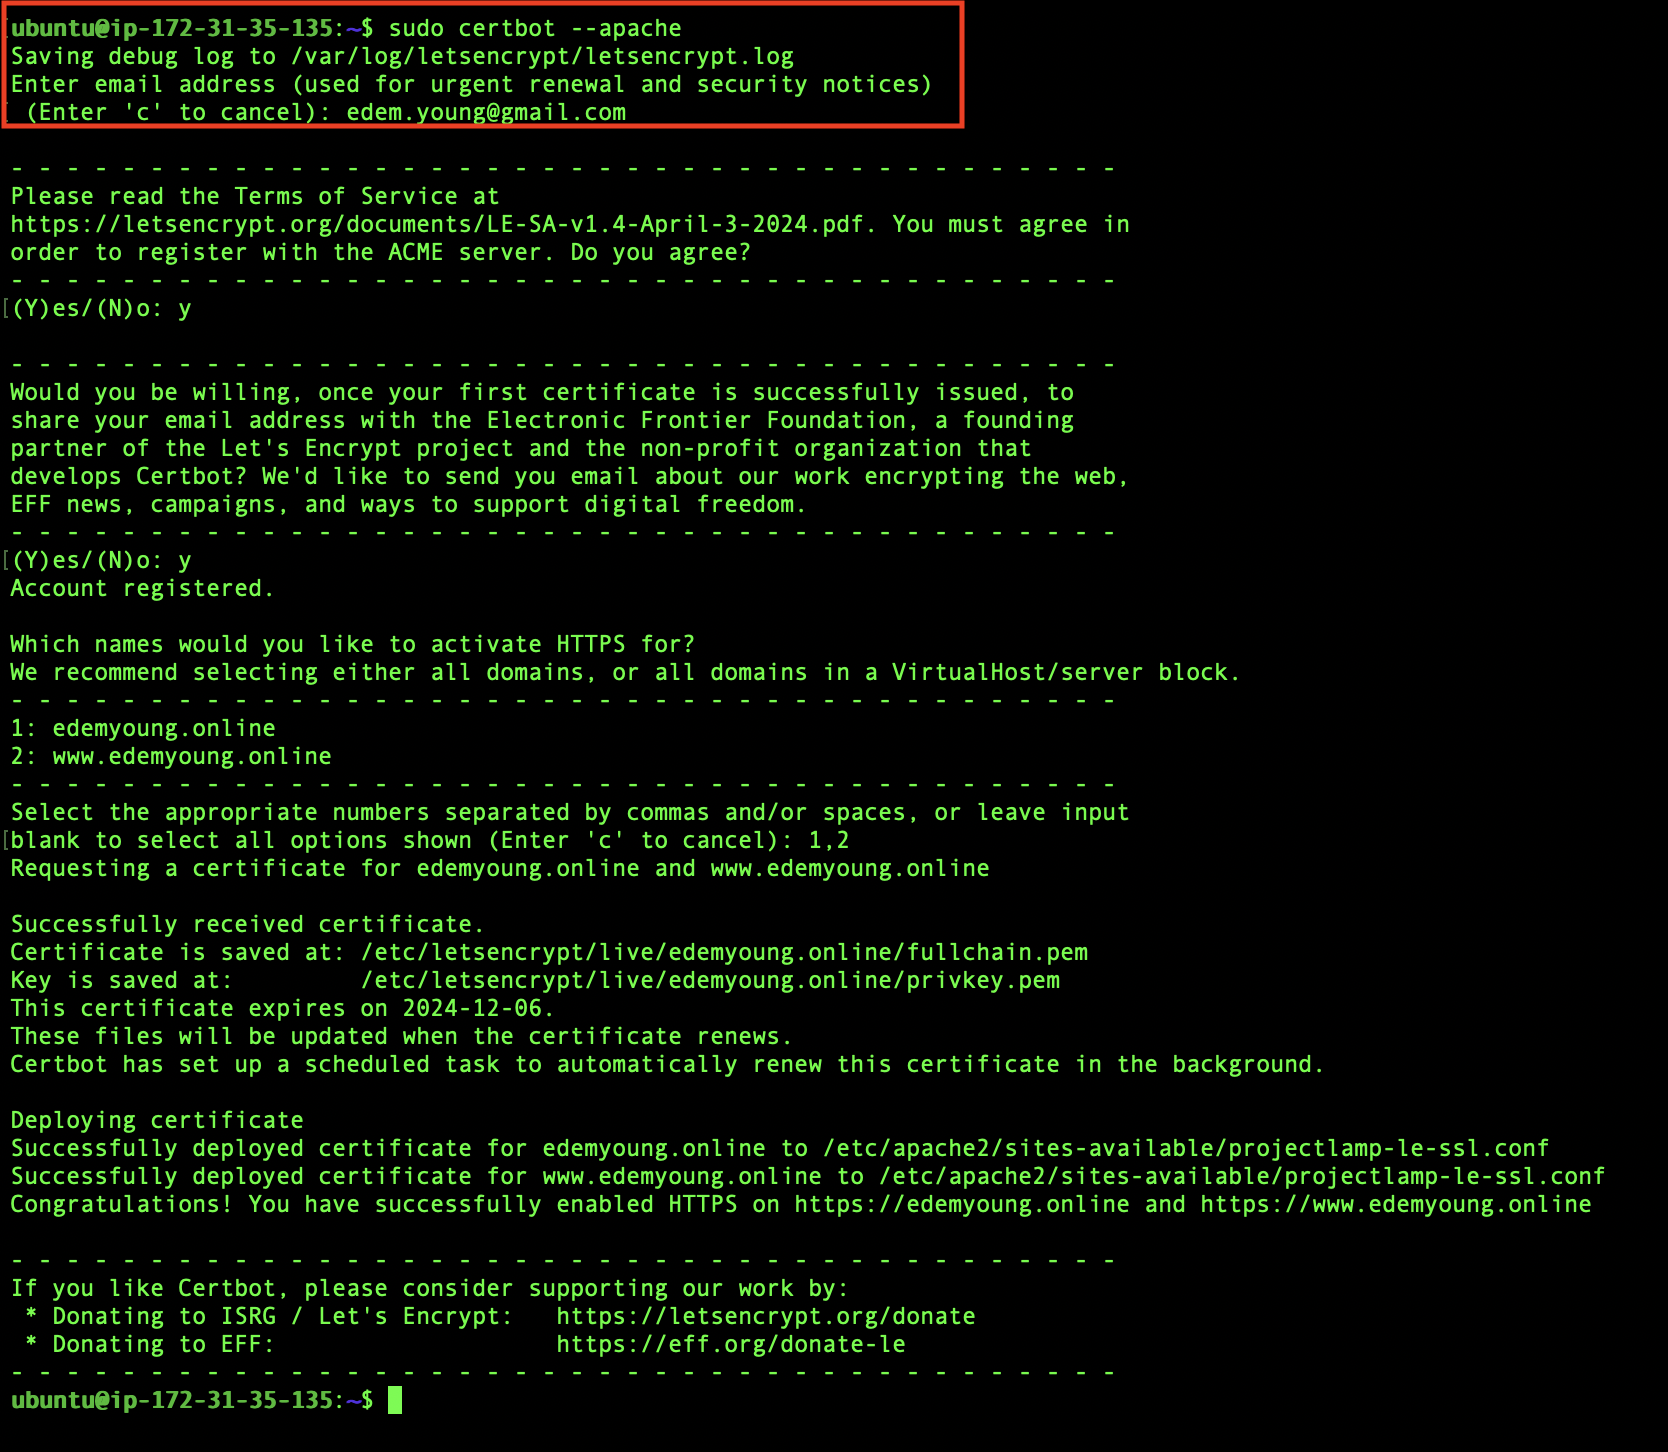 ubuntu@ip-172-31-35-135:~$ sudo certbot --apache
Saving debug log to /var/log/letsencrypt/letsencrypt.log
Enter email address (used for urgent renewal and security notices)
 (Enter 'c' to cancel): edem.young@gmail.com

- - - - - - - - - - - - - - - - - - - - - - - - - - - - - - - - - - - - - - - -
Please read the Terms of Service at
https://letsencrypt.org/documents/LE-SA-v1.4-April-3-2024.pdf. You must agree in
order to register with the ACME server. Do you agree?
- - - - - - - - - - - - - - - - - - - - - - - - - - - - - - - - - - - - - - - -
[(Y)es/(N)o: y

- - - - - - - - - - - - - - - - - - - - - - - - - - - - - - - - - - - - - - - -
Would you be willing, once your first certificate is successfully issued, to
share your email address with the Electronic Frontier Foundation, a founding
partner of the Let's Encrypt project and the non-profit organization that
develops Certbot? We'd like to send you email about our work encrypting the web,
EFF news, campaigns, and ways to support digital freedom.
- - - - - - - - - - - - - - - - - - - - - - - - - - - - - - - - - - - - - - - -
[(Y)es/(N)o: y
Account registered.

Which names would you like to activate HTTPS for?
We recommend selecting either all domains, or all domains in a VirtualHost/server block.
- - - - - - - - - - - - - - - - - - - - - - - - - - - - - - - - - - - - - - - -
1: edemyoung.online
2: www.edemyoung.online
- - - - - - - - - - - - - - - - - - - - - - - - - - - - - - - - - - - - - - - -
Select the appropriate numbers separated by commas and/or spaces, or leave input
[blank to select all options shown (Enter 'c' to cancel): 1,2
Requesting a certificate for edemyoung.online and www.edemyoung.online

Successfully received certificate.
Certificate is saved at: /etc/letsencrypt/live/edemyoung.online/fullchain.pem
Key is saved at:         /etc/letsencrypt/live/edemyoung.online/privkey.pem
This certificate expires on 2024-12-06.
These files will be updated when the certificate renews.
Certbot has set up a scheduled task to automatically renew this certificate in the background.

Deploying certificate
Successfully deployed certificate for edemyoung.online to /etc/apache2/sites-available/projectlamp-le-ssl.conf
Successfully deployed certificate for www.edemyoung.online to /etc/apache2/sites-available/projectlamp-le-ssl.conf
Congratulations! You have successfully enabled HTTPS on https://edemyoung.online and https://www.edemyoung.online

- - - - - - - - - - - - - - - - - - - - - - - - - - - - - - - - - - - - - - - -
If you like Certbot, please consider supporting our work by:
 * Donating to ISRG / Let's Encrypt:   https://letsencrypt.org/donate
 * Donating to EFF:                    https://eff.org/donate-le
- - - - - - - - - - - - - - - - - - - - - - - - - - - - - - - - - - - - - - - -
ubuntu@ip-172-31-35-135:~$